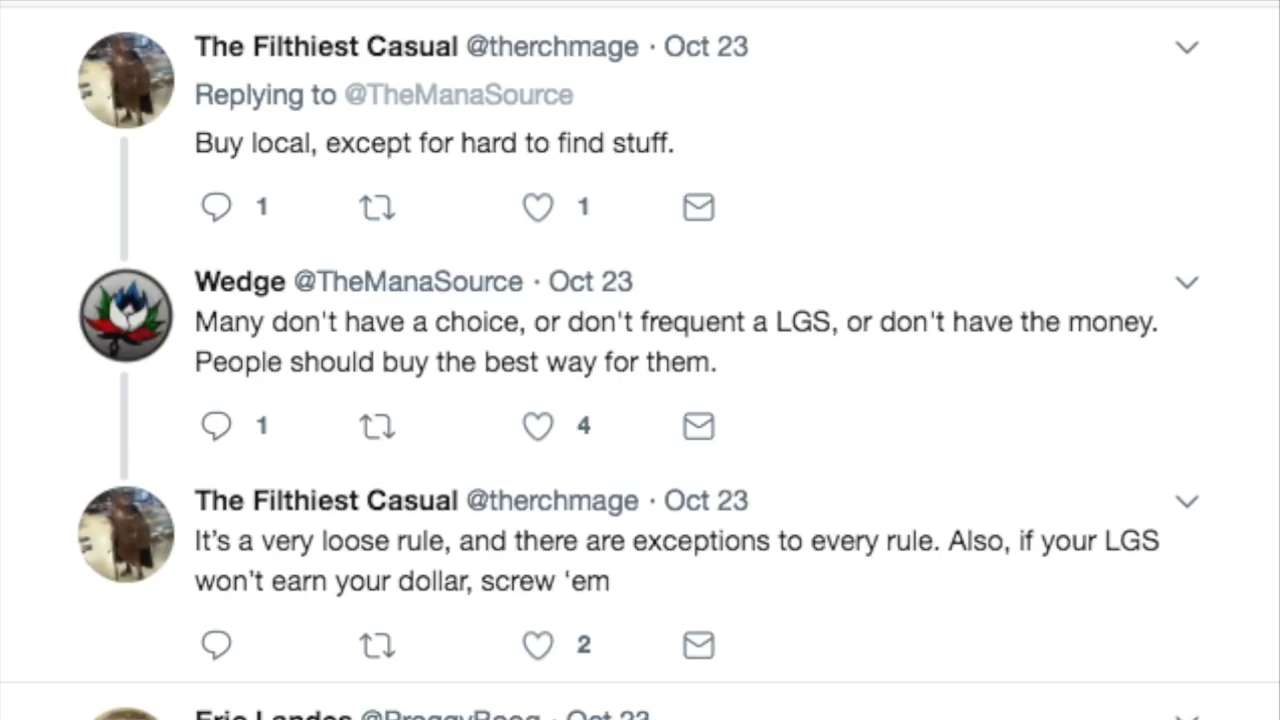 The Filthiest Casual @therchmage · Oct 23
Replying to @TheManaSource
Buy local, except for hard to find stuff.
1 1
Wedge @TheManaSource · Oct 23
Many don't have a choice, or don't frequent a LGS, or don't have the money.
People should buy the best way for them.
1 4
The Filthiest Casual @therchmage · Oct 23
It’s a very loose rule, and there are exceptions to every rule. Also, if your LGS
won’t earn your dollar, screw ‘em
2
Eric Landes · Oct 23